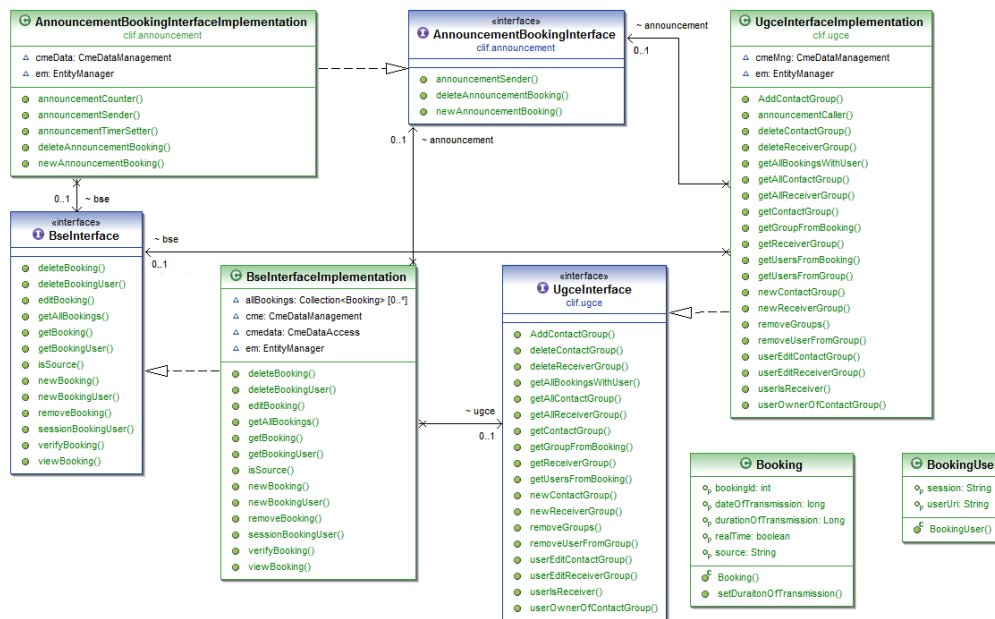 AnnouncementBookingInterfaceImplementation
clif.announcement
cmeData: CmeDataManagement
em: EntityManager
announcementCounter()
announcementSender()
announcementTimerSetter()
deleteAnnouncementBooking()
newAnnouncementBooking()
«interface»
AnnouncementBookingInterface
clif.announcement
announcementSender()
deleteAnnouncementBooking()
newAnnouncementBooking()
~ announcement
0..1
UgceInterfaceImplementation
clif.ugce
cmeMng: CmeDataManagement
em: EntityManager
AddContactGroup()
announcementCaller()
deleteContactGroup()
deleteReceiverGroup()
getAllBookingsWithUser()
getAllContactGroup()
getAllReceiverGroup()
getContactGroup()
getGroupFromBooking()
getReceiverGroup()
getUsersFromBooking()
getUsersFromGroup()
newContactGroup()
newReceiverGroup()
removeGroups()
removeUserFromGroup()
userEditContactGroup()
userEditReceiverGroup()
userIsReceiver()
userOwnerOfContactGroup()
0..1 ~ announcement
0..1 ~ bse
«interface»
BseInterface
deleteBooking()
deleteBookingUser()
editBooking()
getAllBookings()
getBooking()
getBookingUser()
isSource()
newBooking()
newBookingUser()
removeBooking()
sessionBookingUser()
verifyBooking()
viewBooking()
~ bse
0..1
BseInterfaceImplementation
allBookings: Collection<Booking> [0..*]
cme: CmeDataManagement
cmedata: CmeDataAccess
em: EntityManager
deleteBooking()
deleteBookingUser()
editBooking()
getAllBookings()
getBooking()
getBookingUser()
isSource()
newBooking()
newBookingUser()
removeBooking()
sessionBookingUser()
verifyBooking()
viewBooking()
~ ugce
0..1
«interface»
UgceInterface
clif.ugce
AddContactGroup()
deleteContactGroup()
deleteReceiverGroup()
getAllBookingsWithUser()
getAllContactGroup()
getAllReceiverGroup()
getContactGroup()
getGroupFromBooking()
getReceiverGroup()
getUsersFromBooking()
newContactGroup()
newReceiverGroup()
removeGroups()
removeUserFromGroup()
userEditContactGroup()
userEditReceiverGroup()
userIsReceiver()
userOwnerOfContactGroup()
Booking
bookingId: int
dateOfTransmission: long
durationOfTransmission: Long
realTime: boolean
source: String
Booking()
setDuraitonOfTransmission()
BookingUse
session: String
userUri: String
BookingUser()